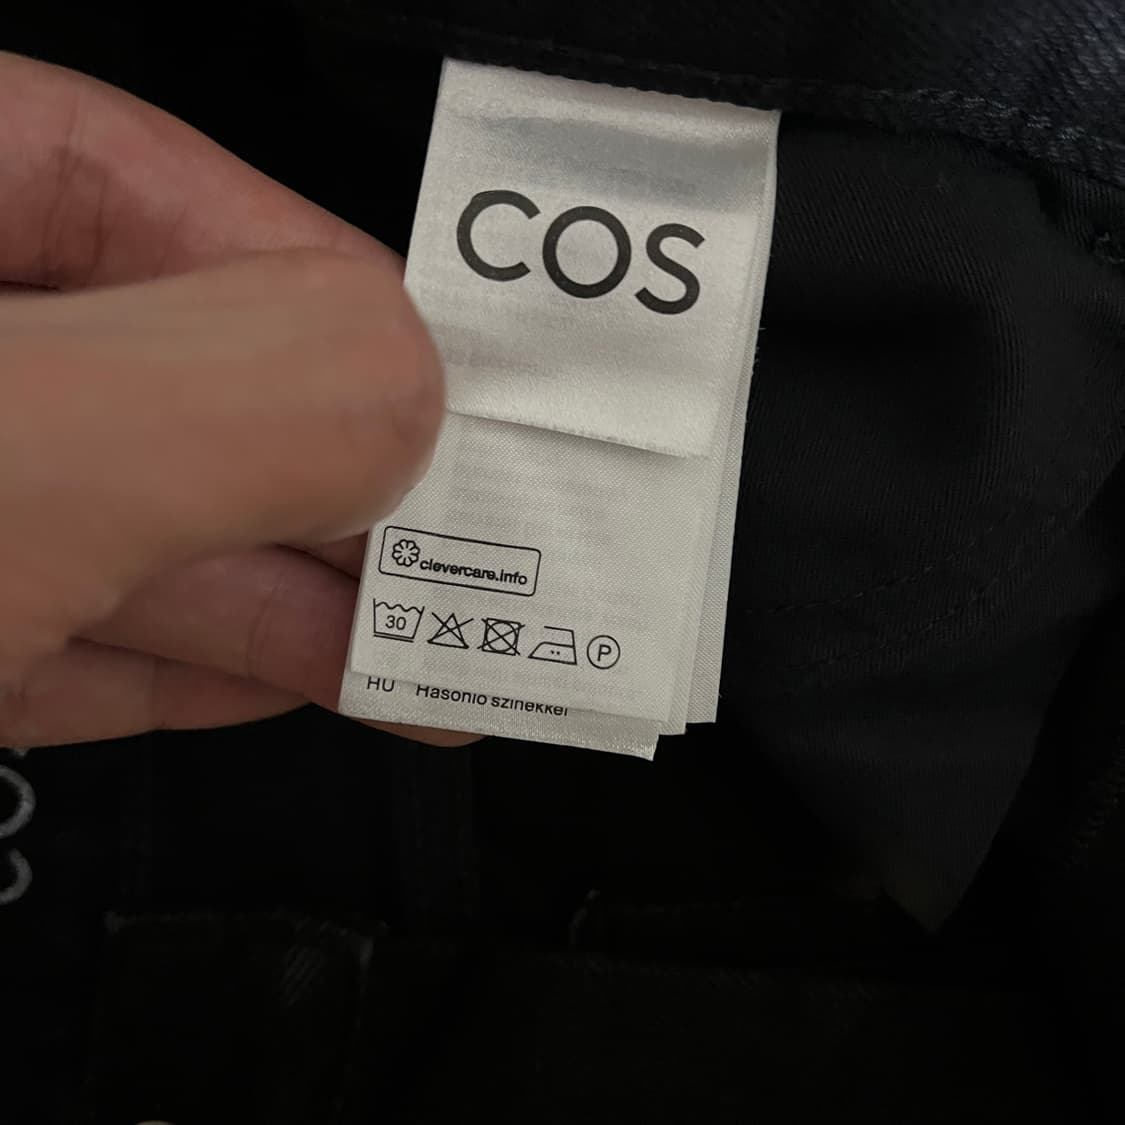 COS
clevercare.info
30
P
HU Hasonló színekkel